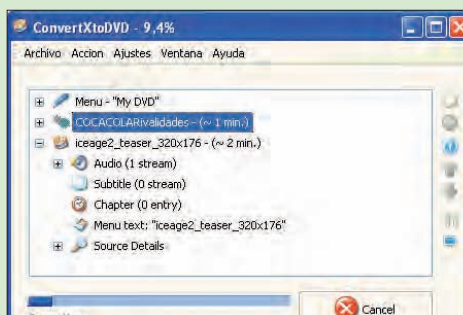 ConvertXtoDVD - 9,4%
Archivo Accion Ajustes Ventana Ayuda
Menu - "My DVD"
COCACOLARivalidades - (~ 1 min.)
iceage2_teaser_320x176 - (~ 2 min.)
Audio (1 stream)
Subtitle (0 stream)
Chapter (0 entry)
Menu text: "iceage2_teaser_320x176"
Source Details
Cancel